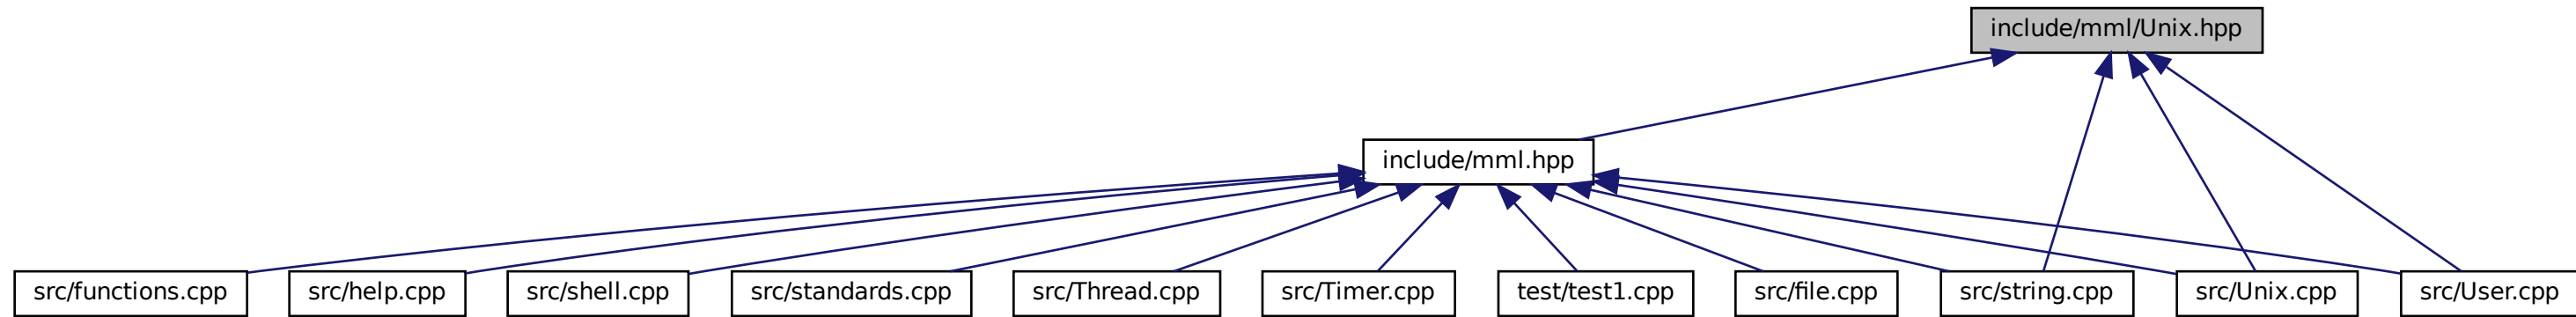 include/mml/Unix.hpp
include/mml.hpp
src/functions.cpp
src/help.cpp
src/shell.cpp
src/standards.cpp
src/Thread.cpp
src/Timer.cpp
test/test1.cpp
src/file.cpp
src/string.cpp
src/Unix.cpp
src/User.cpp